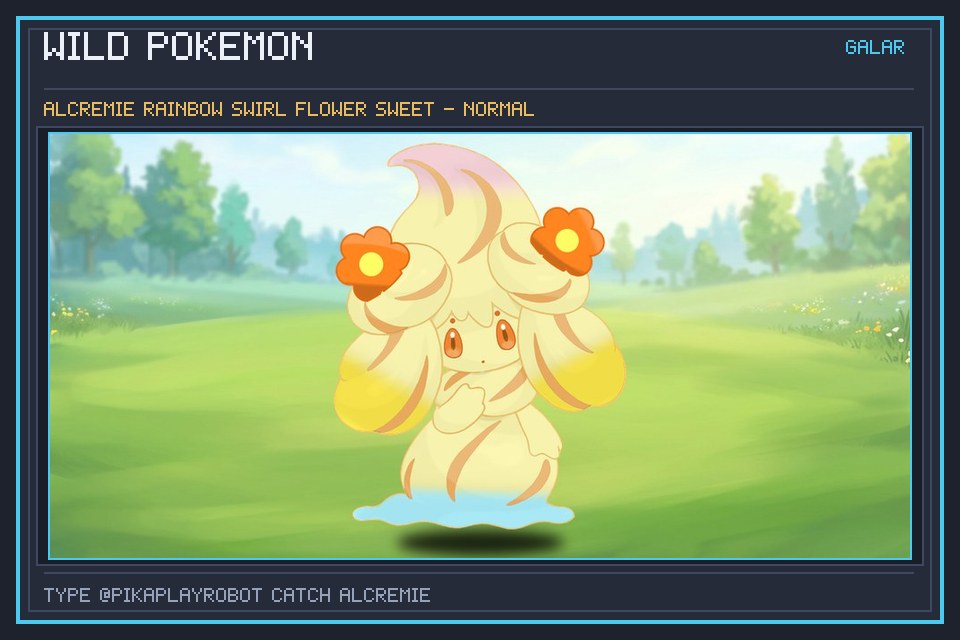 WILD POKEMON
GALAR
ALCREMIE RAINBOW SWIRL FLOWER SWEET - NORMAL
TYPE @PIKAPLAYROBOT CATCH ALCREMIE